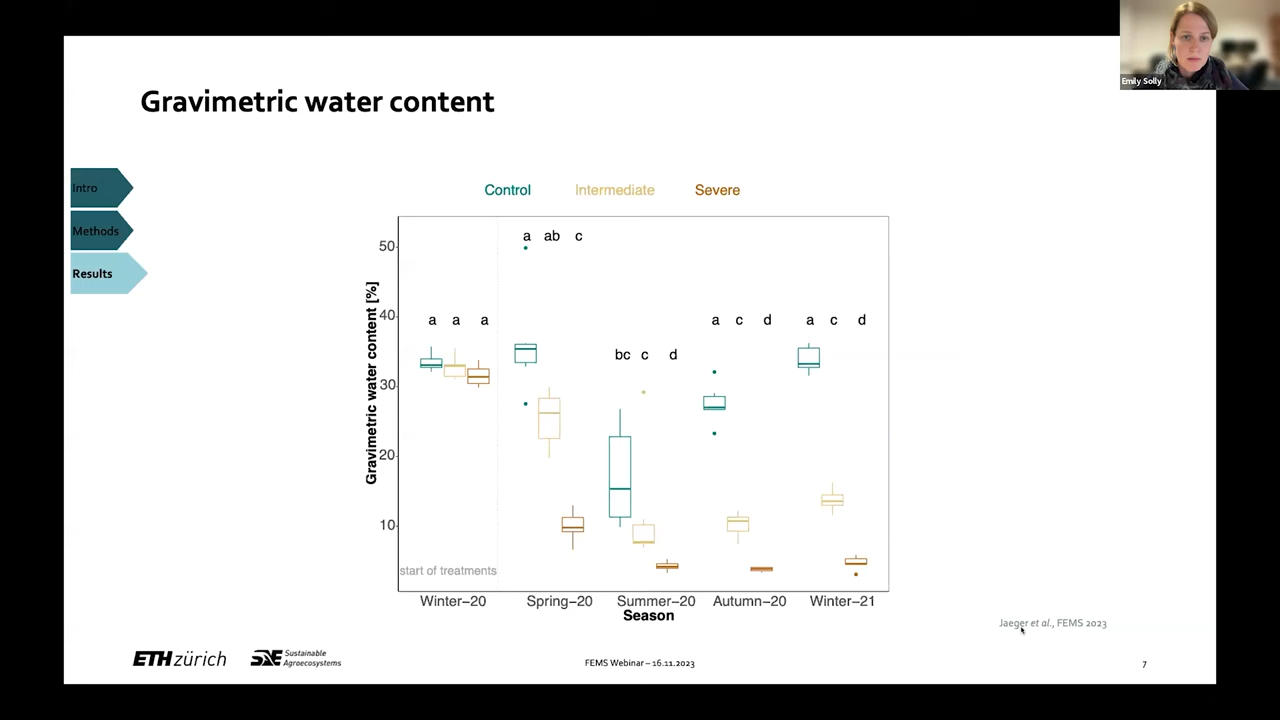 Emily Solly
Gravimetric water content
Intro
Methods
Results
Control Intermediate Severe
Gravimetric water content [%]
50
40
30
20
10
a ab c
a a a
bc c d
a c d
a c d
start of treatments
Winter–20 Spring–20 Summer–20 Autumn–20 Winter–21
Season
Jaeger et al., FEMS 2023
ETH zürich
SAE Sustainable
Agroecosystems
FEMS Webinar – 16.11.2023
7